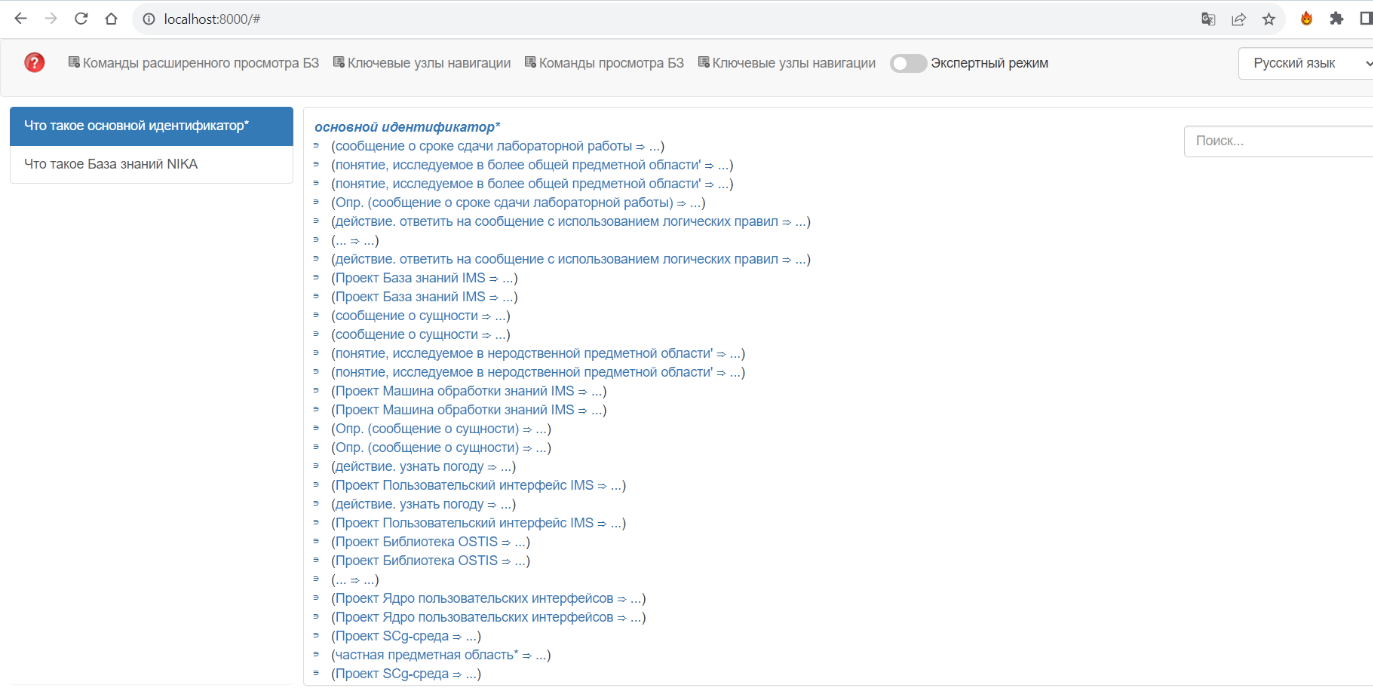 localhost:8000/#
Команды расширенного просмотра БЗ Ключевые узлы навигации Команды просмотра БЗ Ключевые узлы навигации Экспертный режим Русский язык
Что такое основной идентификатор*
Что такое База знаний NIKA
Поиск...
основной идентификатор*
(сообщение о сроке сдачи лабораторной работы ⇒ ...)
(понятие, исследуемое в более общей предметной области' ⇒ ...)
(понятие, исследуемое в более общей предметной области' ⇒ ...)
(Опр. (сообщение о сроке сдачи лабораторной работы) ⇒ ...)
(действие. ответить на сообщение с использованием логических правил ⇒ ...)
(... ⇒ ...)
(действие. ответить на сообщение с использованием логических правил ⇒ ...)
(Проект База знаний IMS ⇒ ...)
(Проект База знаний IMS ⇒ ...)
(сообщение о сущности ⇒ ...)
(сообщение о сущности ⇒ ...)
(понятие, исследуемое в неродственной предметной области' ⇒ ...)
(понятие, исследуемое в неродственной предметной области' ⇒ ...)
(Проект Машина обработки знаний IMS ⇒ ...)
(Проект Машина обработки знаний IMS ⇒ ...)
(Опр. (сообщение о сущности) ⇒ ...)
(Опр. (сообщение о сущности) ⇒ ...)
(действие. узнать погоду ⇒ ...)
(Проект Пользовательский интерфейс IMS ⇒ ...)
(действие. узнать погоду ⇒ ...)
(Проект Пользовательский интерфейс IMS ⇒ ...)
(Проект Библиотека OSTIS ⇒ ...)
(Проект Библиотека OSTIS ⇒ ...)
(... ⇒ ...)
(Проект Ядро пользовательских интерфейсов ⇒ ...)
(Проект Ядро пользовательских интерфейсов ⇒ ...)
(Проект SCg-среда ⇒ ...)
(частная предметная область* ⇒ ...)
(Проект SCg-среда ⇒ ...)